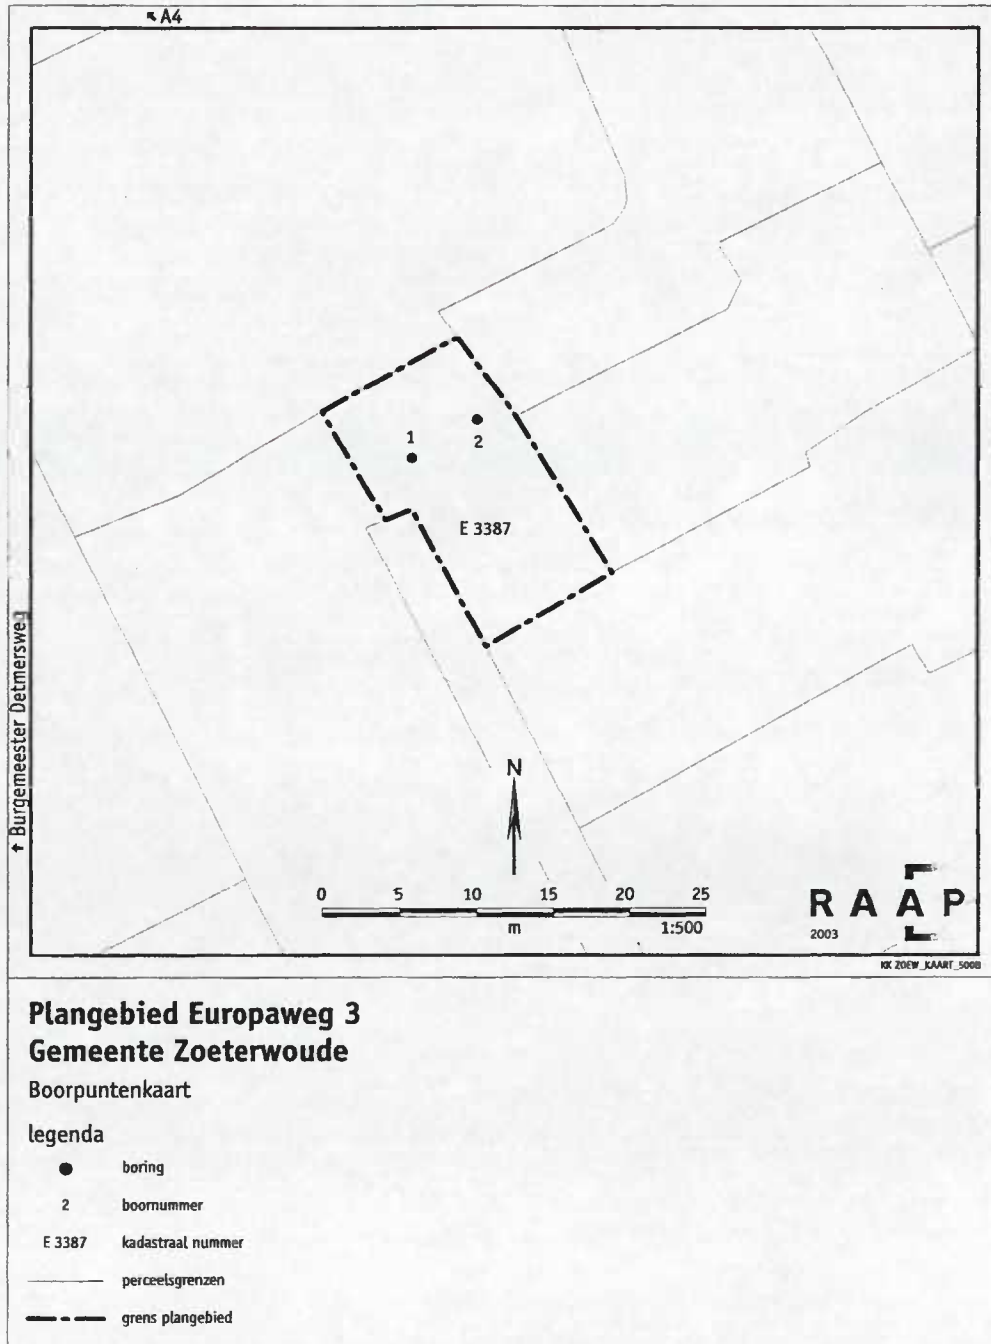 ↖ A4
↑ Burgemeester Detmersweg
1
2
E 3387
N
0 5 10 15 20 25
m 1:500
RAAP
2003
KK ZOEW_KAART_500B
Plangebied Europaweg 3
Gemeente Zoeterwoude
Boorpuntenkaart
legenda
boring
2 boornummer
E 3387 kadastraal nummer
perceelsgrenzen
grens plangebied